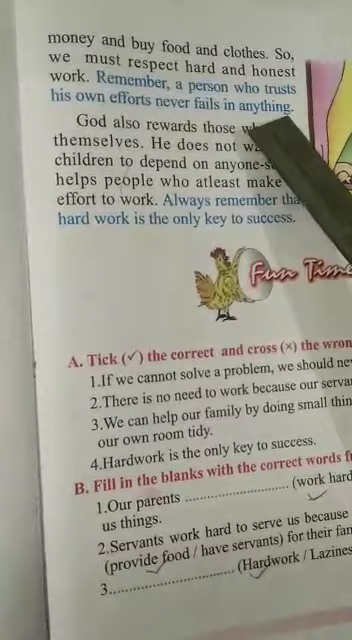 money and buy food and clothes. So,
we must respect hard and honest
work. Remember, a person who trusts
his own efforts never fails in anything.
God also rewards those
themselves. He does not
children to depend on
helps people who atleast make
effort to work. Always remember
hard work is the only key to success.
Fun Time
A. Tick (✓) the correct and cross (×) the
1.If we cannot solve a problem, we should
2.There is no need to work because our
3.We can help our family by doing small
our own room tidy.
4.Hardwork is the only key to success.
B. Fill in the blanks with the correct words
1.Our parents .............................. (work hard
us things.
2.Servants work hard to serve us because
(provide food / have servants) for their
3.................................... (Hardwork /